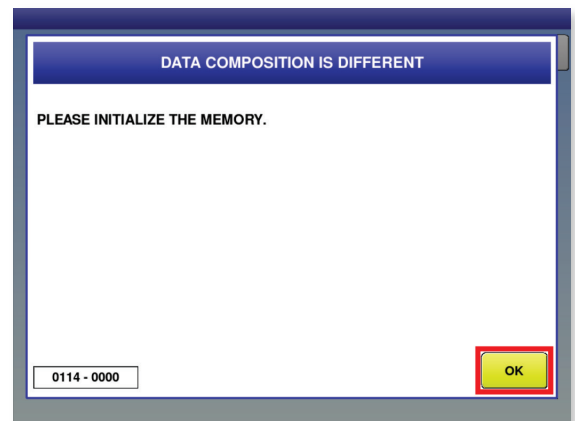 DATA COMPOSITION IS DIFFERENT
PLEASE INITIALIZE THE MEMORY.
0114 - 0000
OK